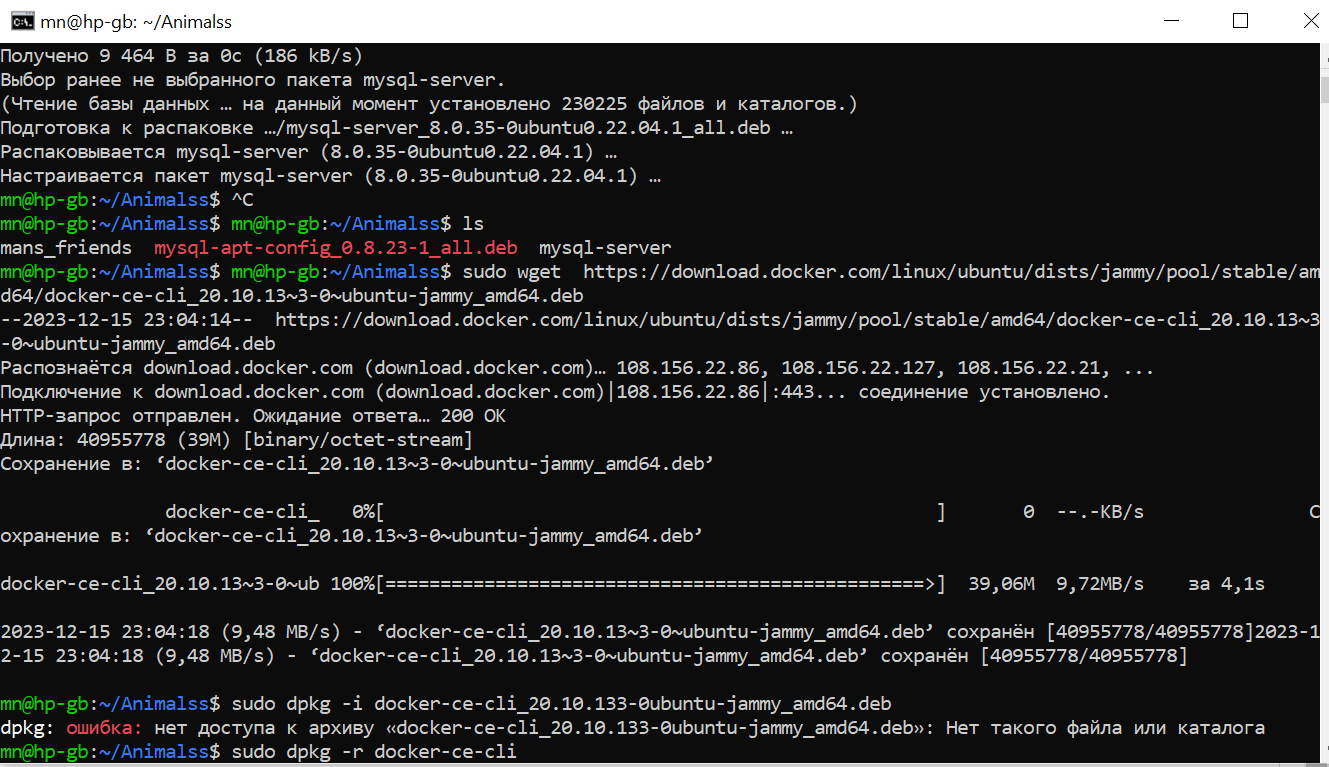 mn@hp-gb: ~/Animalss
Получено 9 464 B за 0с (186 kB/s)
Выбор ранее не выбранного пакета mysql-server.
(Чтение базы данных … на данный момент установлено 230225 файлов и каталогов.)
Подготовка к распаковке …/mysql-server_8.0.35-0ubuntu0.22.04.1_all.deb …
Распаковывается mysql-server (8.0.35-0ubuntu0.22.04.1) …
Настраивается пакет mysql-server (8.0.35-0ubuntu0.22.04.1) …
mn@hp-gb:~/Animalss$ ^C
mn@hp-gb:~/Animalss$ mn@hp-gb:~/Animalss$ ls
mans_friends  mysql-apt-config_0.8.23-1_all.deb  mysql-server
mn@hp-gb:~/Animalss$ mn@hp-gb:~/Animalss$ sudo wget  https://download.docker.com/linux/ubuntu/dists/jammy/pool/stable/am
d64/docker-ce-cli_20.10.13~3-0~ubuntu-jammy_amd64.deb
--2023-12-15 23:04:14--  https://download.docker.com/linux/ubuntu/dists/jammy/pool/stable/amd64/docker-ce-cli_20.10.13~3
-0~ubuntu-jammy_amd64.deb
Распознаётся download.docker.com (download.docker.com)… 108.156.22.86, 108.156.22.127, 108.156.22.21, ...
Подключение к download.docker.com (download.docker.com)|108.156.22.86|:443... соединение установлено.
HTTP-запрос отправлен. Ожидание ответа… 200 OK
Длина: 40955778 (39M) [binary/octet-stream]
Сохранение в: ‘docker-ce-cli_20.10.13~3-0~ubuntu-jammy_amd64.deb’
docker-ce-cli_   0%[                                                  ]       0  --.-KB/s               С
охранение в: ‘docker-ce-cli_20.10.13~3-0~ubuntu-jammy_amd64.deb’
docker-ce-cli_20.10.13~3-0~ub 100%[=================================================>]  39,06M  9,72MB/s    за 4,1s
2023-12-15 23:04:18 (9,48 MB/s) - ‘docker-ce-cli_20.10.13~3-0~ubuntu-jammy_amd64.deb’ сохранён [40955778/40955778]2023-1
2-15 23:04:18 (9,48 MB/s) - ‘docker-ce-cli_20.10.13~3-0~ubuntu-jammy_amd64.deb’ сохранён [40955778/40955778]
mn@hp-gb:~/Animalss$ sudo dpkg -i docker-ce-cli_20.10.133-0ubuntu-jammy_amd64.deb
dpkg: ошибка: нет доступа к архиву «docker-ce-cli_20.10.133-0ubuntu-jammy_amd64.deb»: Нет такого файла или каталога
mn@hp-gb:~/Animalss$ sudo dpkg -r docker-ce-cli